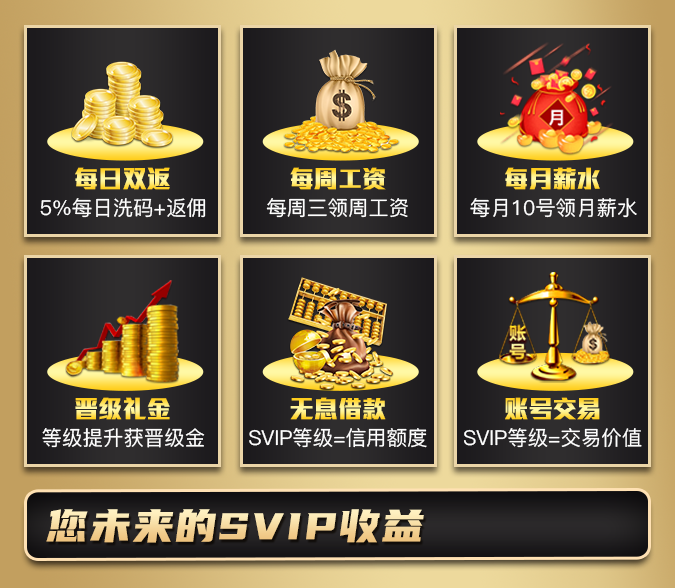 $
月
每日双返
每周工资
每月薪水
5%每日洗码+返佣
每周三领周工资
每月10号领月薪水
账号
$
晋级礼金
无息借款
账号交易
等级提升获晋级金
SVIP等级=信用额度
SVIP等级=交易价值
您未来的SVIP收益